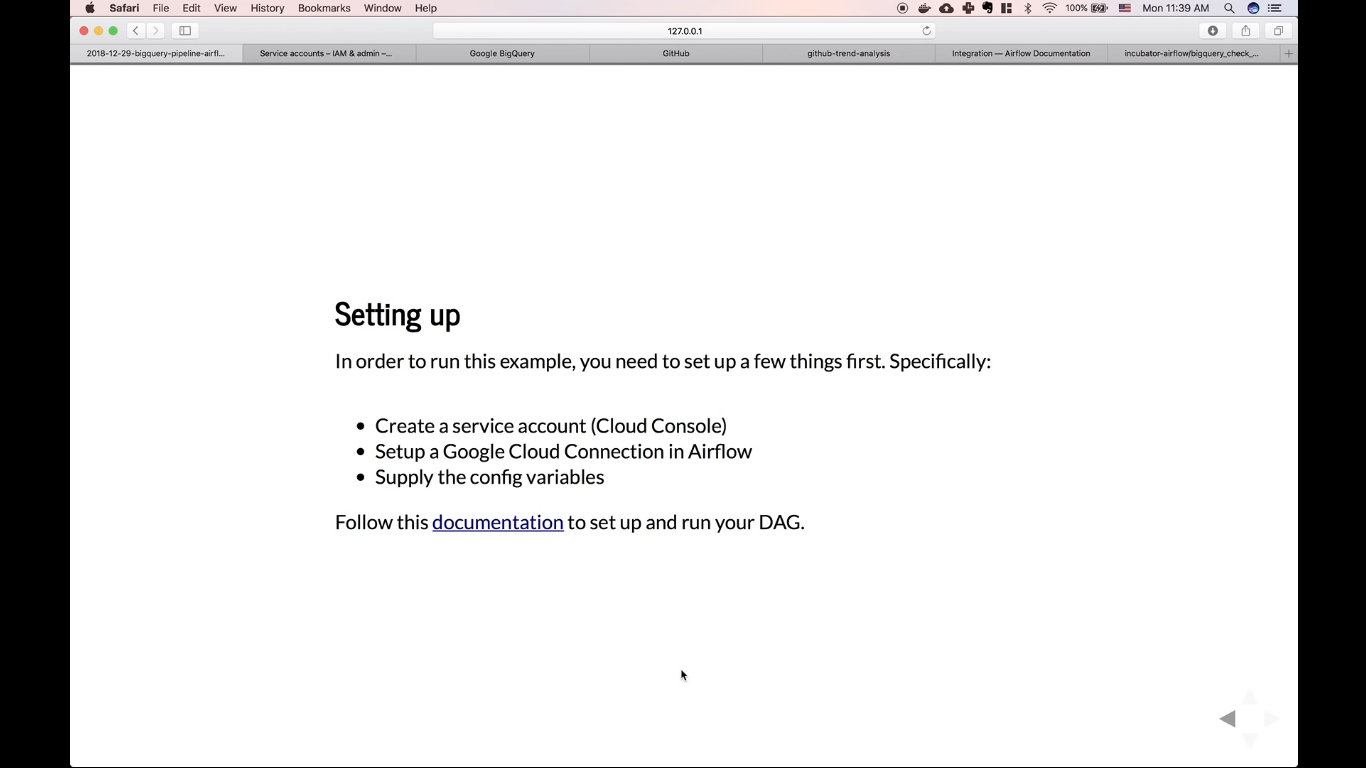 Safari File Edit View History Bookmarks Window Help 100% Mon 11:39 AM
127.0.0.1
2018-12-29-bigquery-pipeline-airfl... Service accounts – IAM & admin –... Google BigQuery GitHub github-trend-analysis Integration — Airflow Documentation incubator-airflow/bigquery_check_...
Setting up
In order to run this example, you need to set up a few things first. Specifically:
• Create a service account (Cloud Console)
• Setup a Google Cloud Connection in Airflow
• Supply the config variables
Follow this documentation to set up and run your DAG.